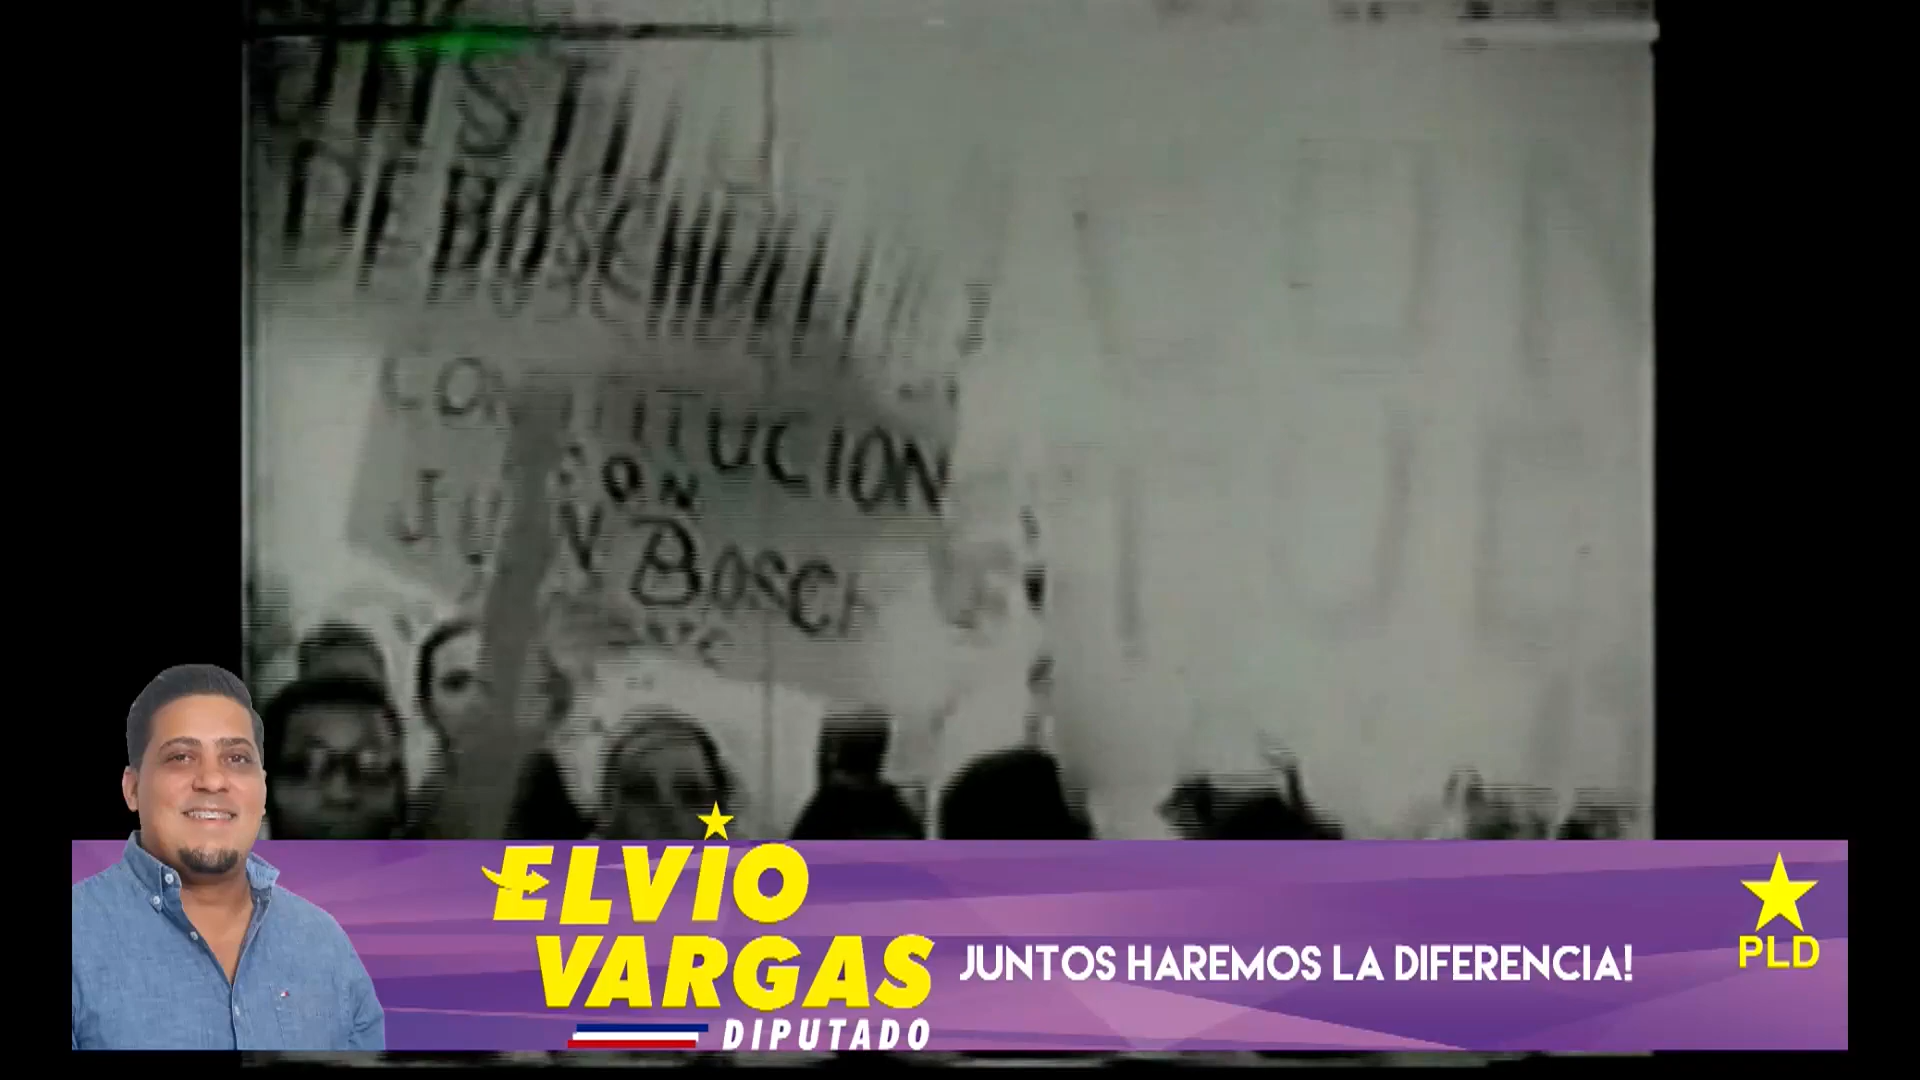 DE BOSCH
CONSTITUCION
CON
JUAN BOSCH
ELVIO
VARGAS
DIPUTADO
JUNTOS HAREMOS LA DIFERENCIA!
PLD